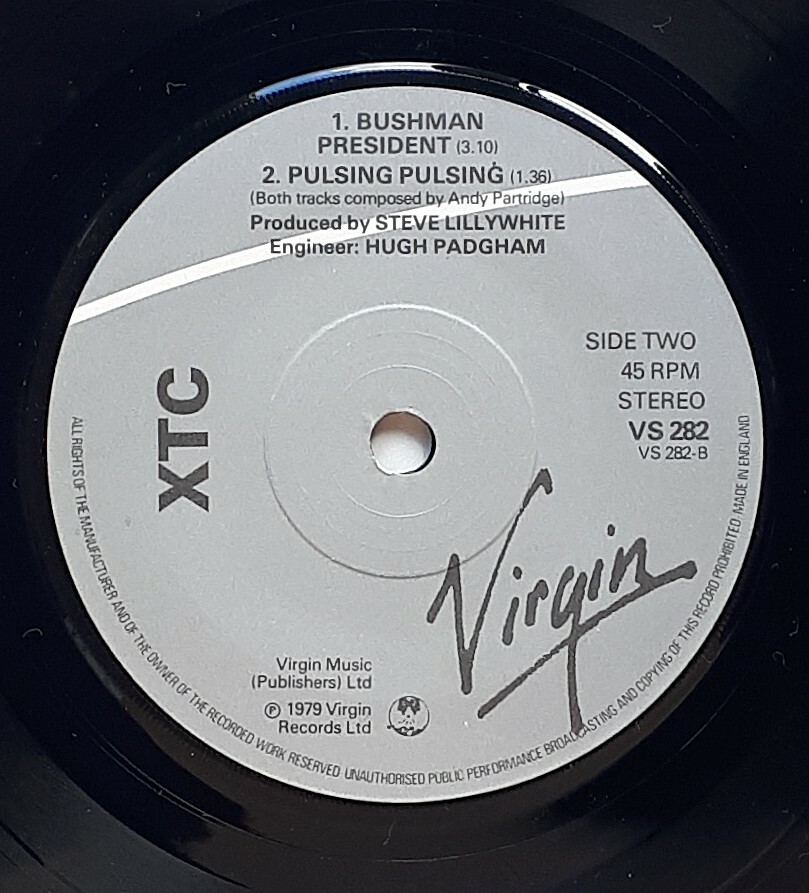 1. BUSHMAN
PRESIDENT (3.10)
2. PULSING PULSING (1.36)
(Both tracks composed by Andy Partridge)
Produced by STEVE LILLYWHITE
Engineer: HUGH PADGHAM
XTC
SIDE TWO
45 RPM
STEREO
VS 282
VS 282-B
Virgin
Virgin Music
(Publishers) Ltd
℗ 1979 Virgin
Records Ltd
ALL RIGHTS OF THE MANUFACTURER AND OF THE OWNER OF THE RECORDED WORK RESERVED UNAUTHORISED PUBLIC PERFORMANCE BROADCASTING AND COPYING OF THIS RECORD PROHIBITED. MADE IN ENGLAND